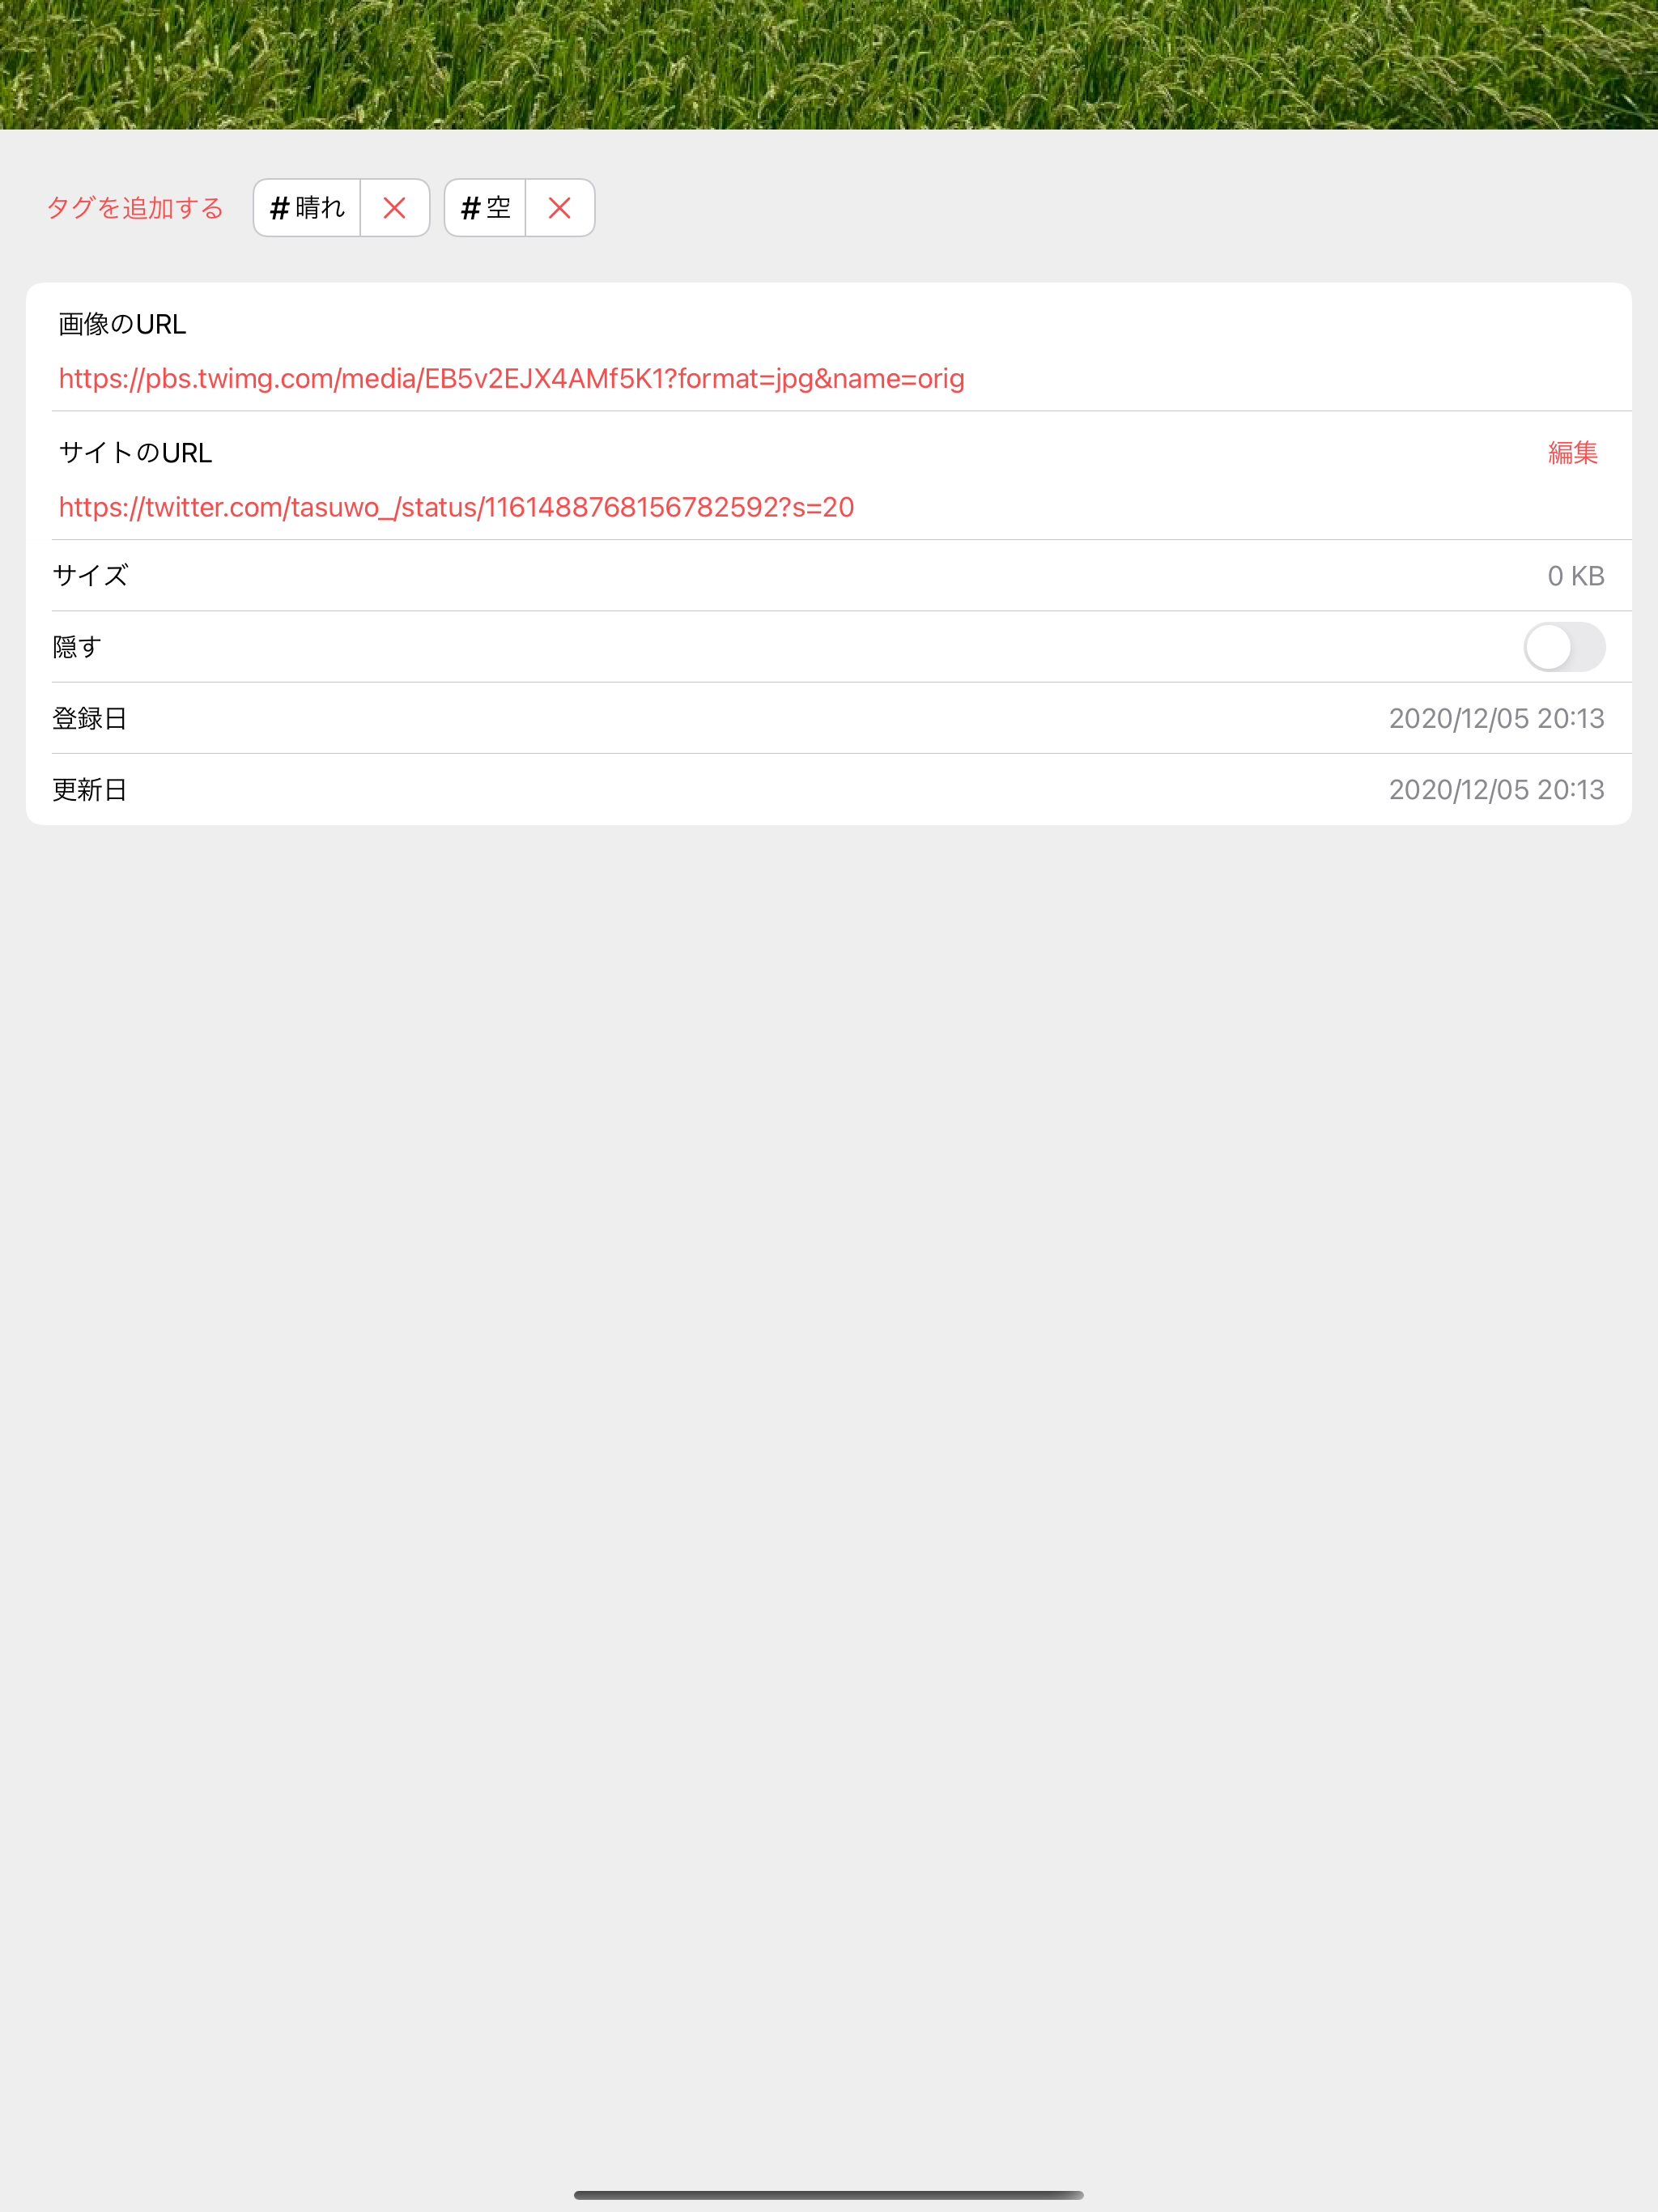 タグを追加する #晴れ #空
画像のURL
https://pbs.twimg.com/media/EB5v2EJX4AMf5K1?format=jpg&name=orig
サイトのURL 編集
https://twitter.com/tasuwo_/status/1161488768156782592?s=20
サイズ 0 KB
隠す
登録日 2020/12/05 20:13
更新日 2020/12/05 20:13